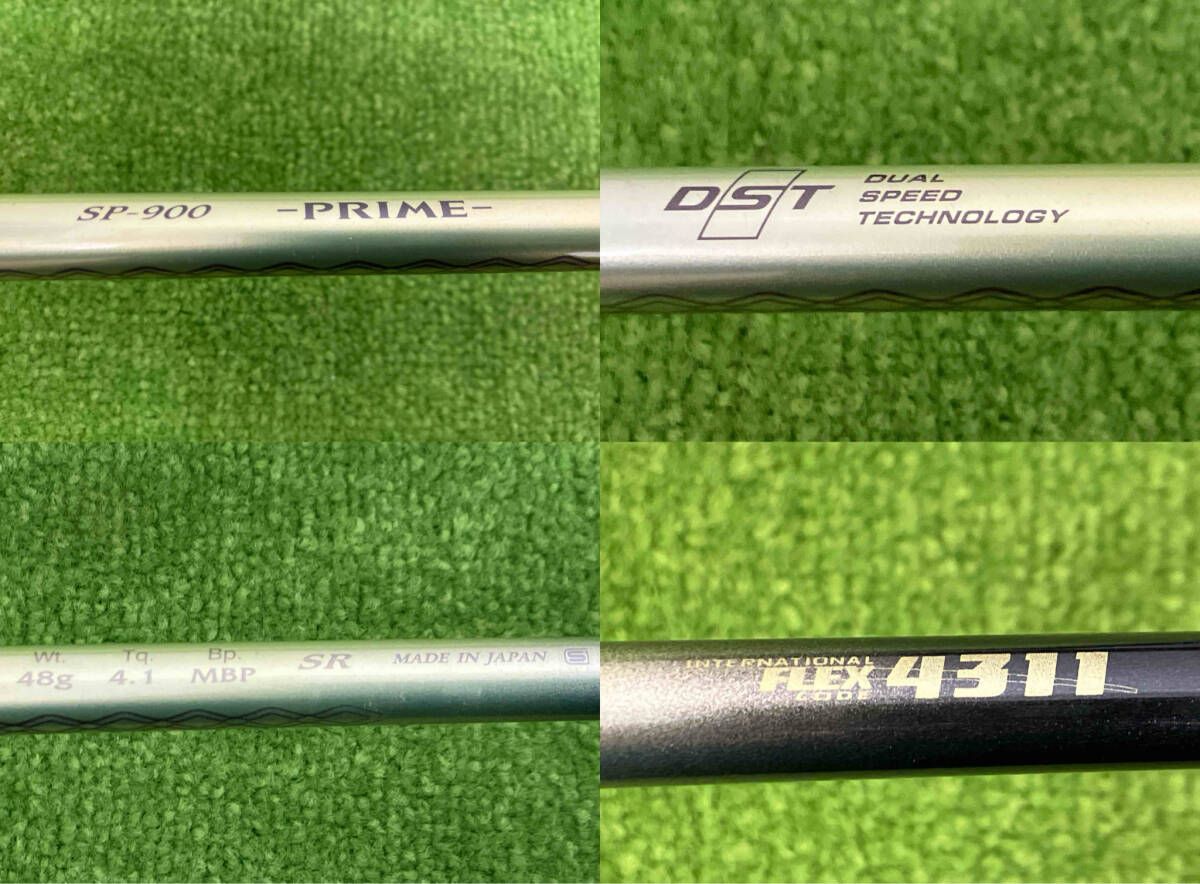 SP-900 -PRIME-
DST
DUAL
SPEED
TECHNOLOGY
Wt. Tq. Bp.
48g 4.1 MBP SR MADE IN JAPAN S
INTERNATIONAL
FLEX
CODE
4311